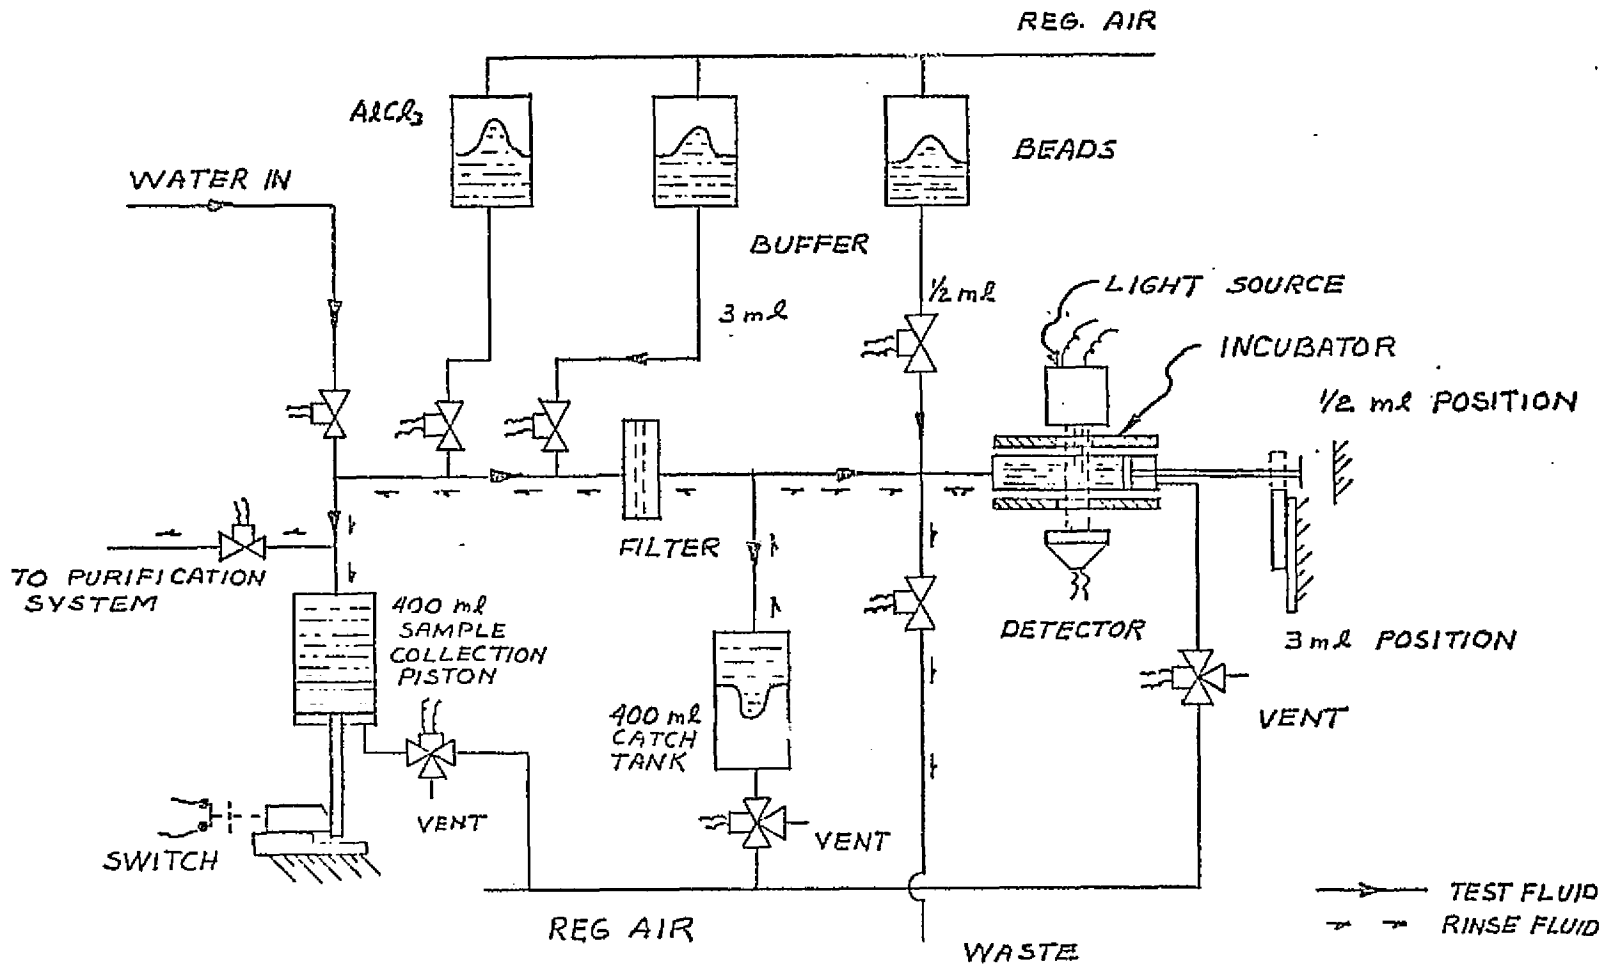 REG. AIR
AlCl3
BEADS
WATER IN
BUFFER
3 ml
1/2 ml
LIGHT SOURCE
INCUBATOR
1/2 ml POSITION
FILTER
TO PURIFICATION
SYSTEM
400 ml
SAMPLE
COLLECTION
PISTON
DETECTOR
3 ml POSITION
400 ml
CATCH
TANK
VENT
VENT
VENT
SWITCH
REG AIR
WASTE
TEST FLUID
RINSE FLUID